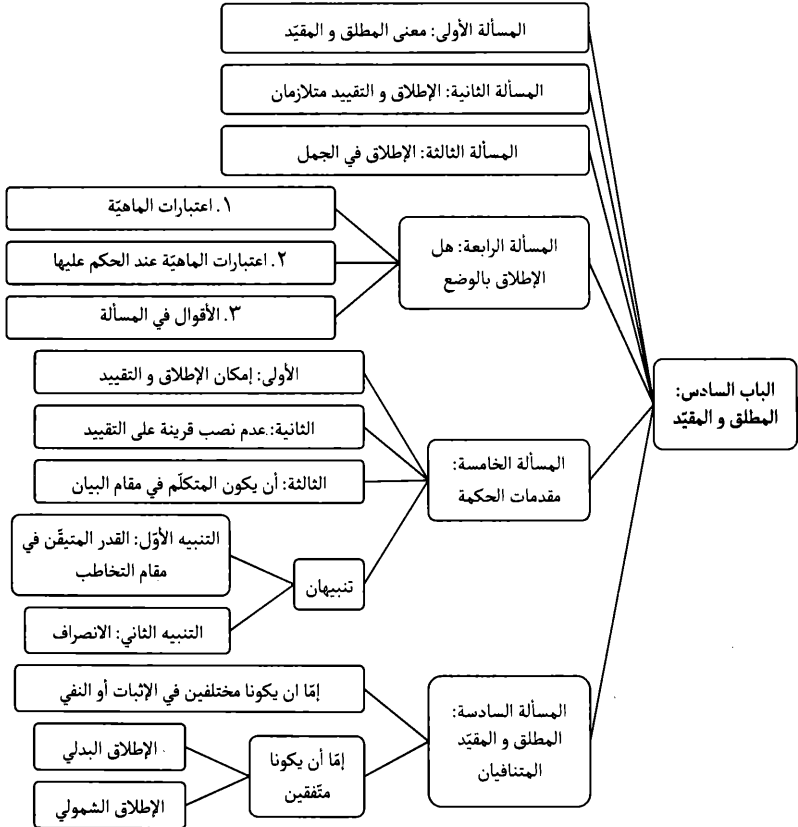 الباب السادس:
المطلق و المقيّد
المسألة الأولى: معنى المطلق و المقيّد
المسألة الثانية: الإطلاق و التقييد متلازمان
المسألة الثالثة: الإطلاق في الجمل
المسألة الرابعة: هل
الإطلاق بالوضع
١. اعتبارات الماهيّة
٢. اعتبارات الماهيّة عند الحكم عليها
٣. الأقوال في المسألة
المسألة الخامسة:
مقدمات الحكمة
الأولى: إمكان الإطلاق و التقييد
الثانية: عدم نصب قرينة على التقييد
الثالثة: أن يكون المتكلّم في مقام البيان
تنبيهان
التنبيه الأوّل: القدر المتيقّن في
مقام التخاطب
التنبيه الثاني: الانصراف
المسألة السادسة:
المطلق و المقيّد
المتنافيان
إمّا ان يكونا مختلفين في الإثبات أو النفي
إمّا أن يكونا
متّفقين
الإطلاق البدلي
الإطلاق الشمولي